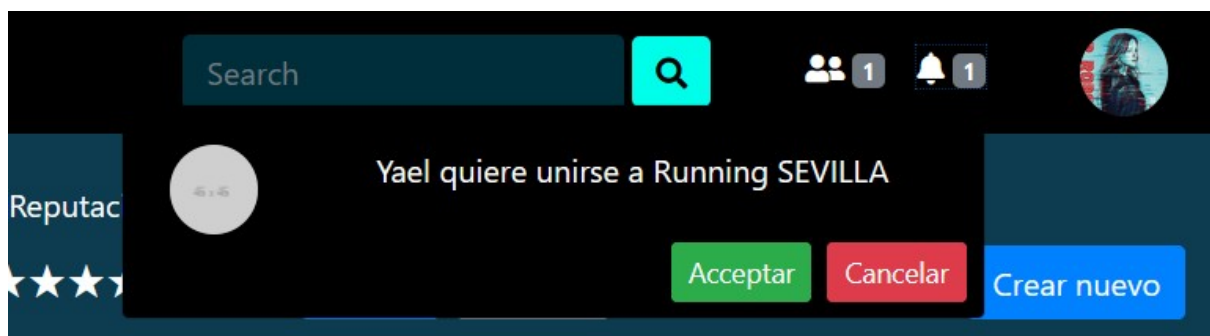 Search
1
1
Yael quiere unirse a Running SEVILLA
Reputac
Acceptar
Cancelar
Crear nuevo